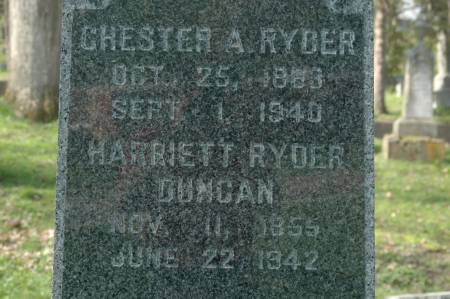 CHESTER A. RYDER
OCT. 25, 1883
SEPT. 1, 1940
HARRIETT RYDER
DUNCAN
NOV. 11, 1855
JUNE 22 1942